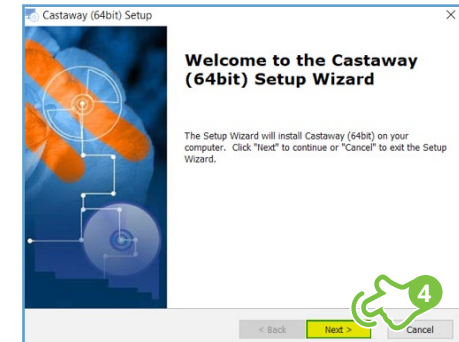 Castaway (64bit) Setup
Welcome to the Castaway
(64bit) Setup Wizard
The Setup Wizard will install Castaway (64bit) on your
computer. Click "Next" to continue or "Cancel" to exit the Setup
Wizard.
4
< Back Next > Cancel